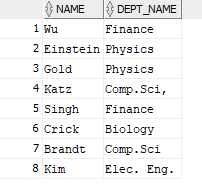 NAME DEPT_NAME
1 Wu Finance
2 Einstein Physics
3 Gold Physics
4 Katz Comp.Sci,
5 Singh Finance
6 Crick Biology
7 Brandt Comp.Sci
8 Kim Elec. Eng.